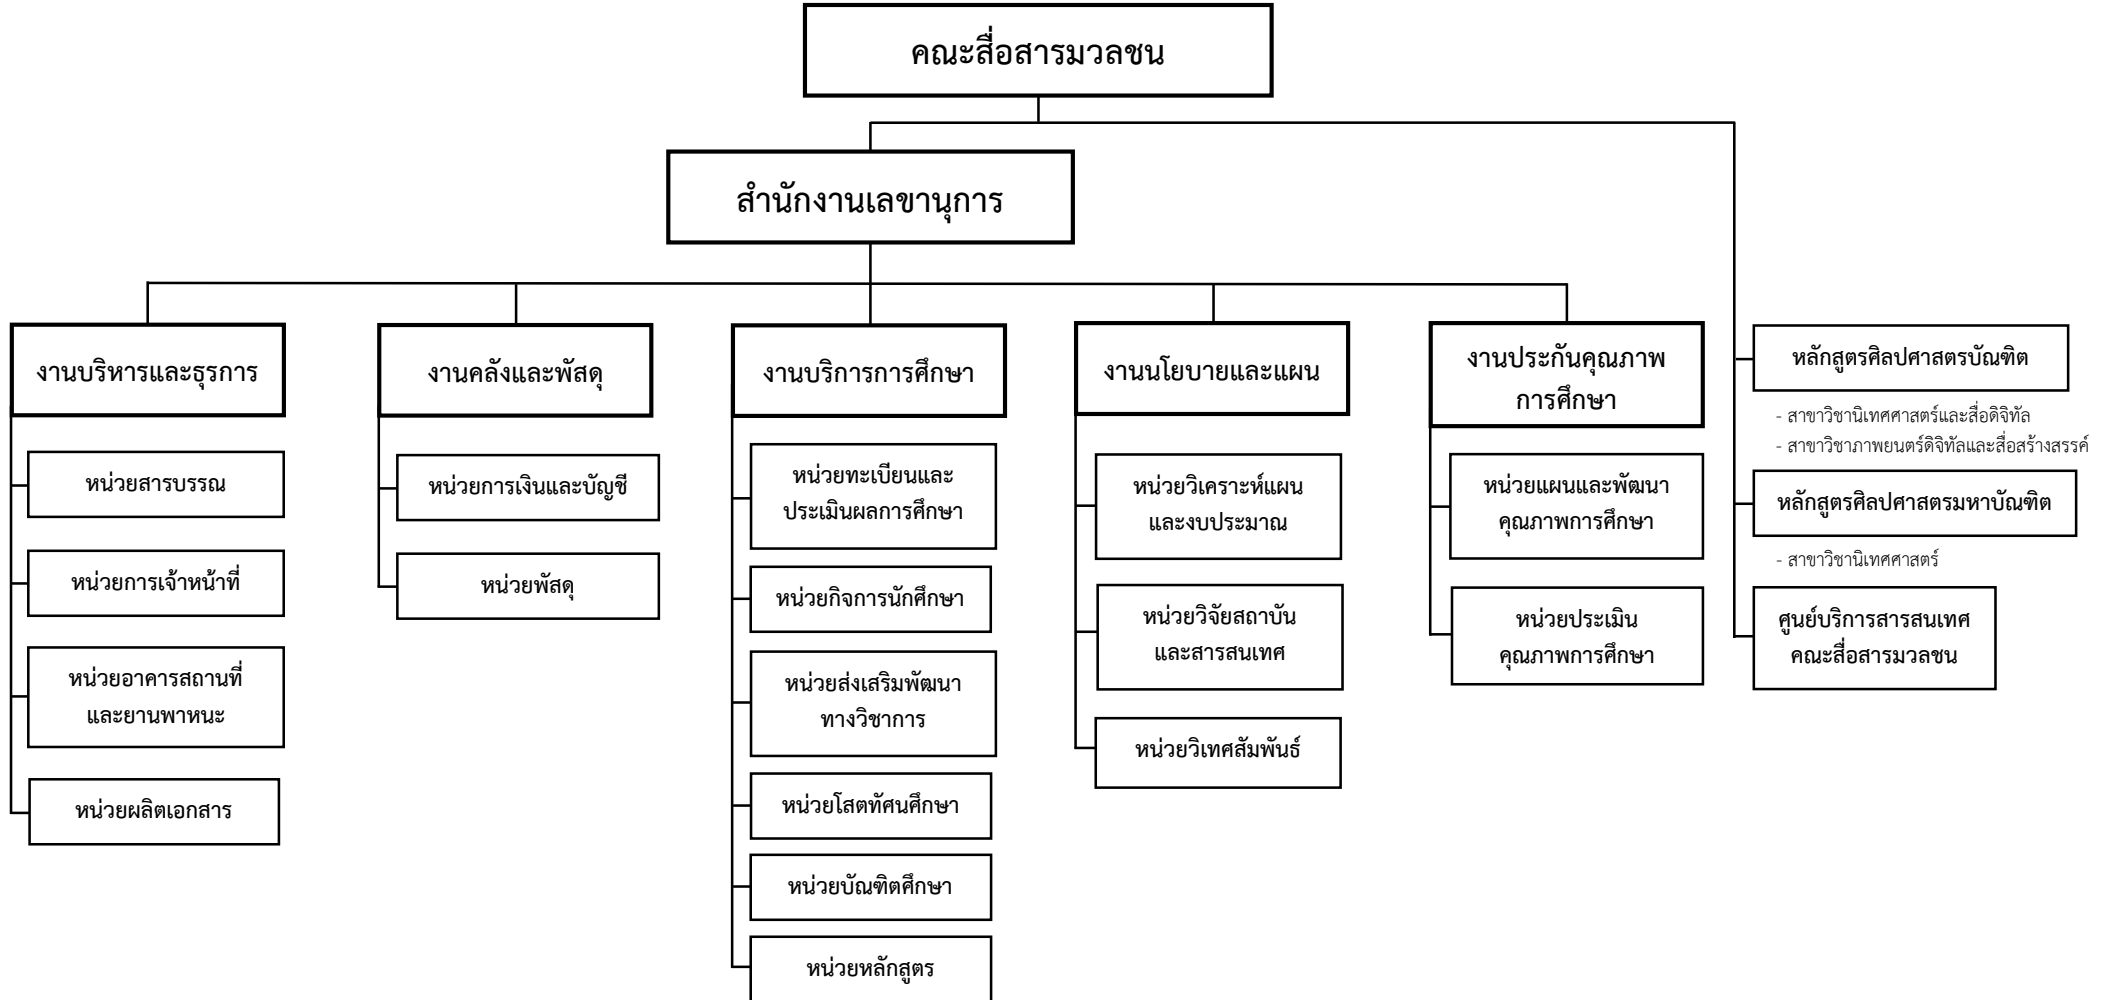 คณะสื่อสารมวลชน
สำนักงานเลขานุการ
งานบริหารและธุรการ
หน่วยสารบรรณ
หน่วยการเจ้าหน้าที่
หน่วยอาคารสถานที่
และยานพาหนะ
หน่วยผลิตเอกสาร
งานคลังและพัสดุ
หน่วยการเงินและบัญชี
หน่วยพัสดุ
งานบริการการศึกษา
หน่วยทะเบียนและ
ประเมินผลการศึกษา
หน่วยกิจการนักศึกษา
หน่วยส่งเสริมพัฒนา
ทางวิชาการ
หน่วยโสตทัศนศึกษา
หน่วยบัณฑิตศึกษา
หน่วยหลักสูตร
งานนโยบายและแผน
หน่วยวิเคราะห์แผน
และงบประมาณ
หน่วยวิจัยสถาบัน
และสารสนเทศ
หน่วยวิเทศสัมพันธ์
งานประกันคุณภาพ
การศึกษา
หน่วยแผนและพัฒนา
คุณภาพการศึกษา
หน่วยประเมิน
คุณภาพการศึกษา
หลักสูตรศิลปศาสตรบัณฑิต
- สาขาวิชานิเทศศาสตร์และสื่อดิจิทัล
- สาขาวิชาภาพยนตร์ดิจิทัลและสื่อสร้างสรรค์
หลักสูตรศิลปศาสตรมหาบัณฑิต
- สาขาวิชานิเทศศาสตร์
ศูนย์บริการสารสนเทศ
คณะสื่อสารมวลชน